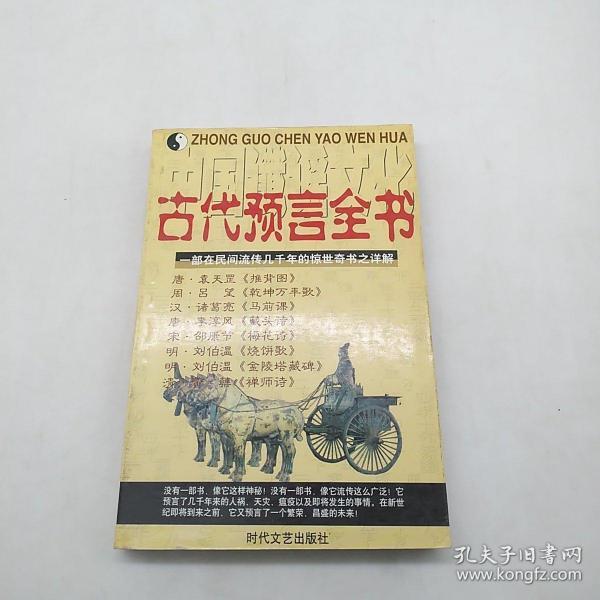 ZHONG GUO CHEN YAO WEN HUA
中国谶谣文化
古代预言全书
一部在民间流传几千年的惊世奇书之详解
唐·袁天罡《推背图》
周·吕 望《乾坤万年歌》
汉·诸葛亮《马前课》
唐·李淳风《藏头诗》
宋·邵康节《梅花诗》
明·刘伯温《烧饼歌》
明·刘伯温《金陵塔藏碑》
《禅师诗》
没有一部书、像它这样神秘!没有一部书、像它流传这么广泛!它
预言了几千年来的人祸、天灾、瘟疫以及即将发生的事情。在新世
纪即将到来之前、它又预言了一个繁荣、昌盛的未来!
时代文艺出版社
孔夫子旧书网
www.kongfz.com